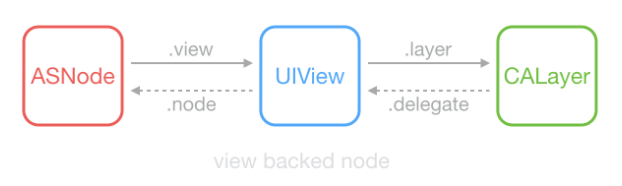 .view
.layer
ASNode
UIView
CALayer
.node
.delegate
view backed node